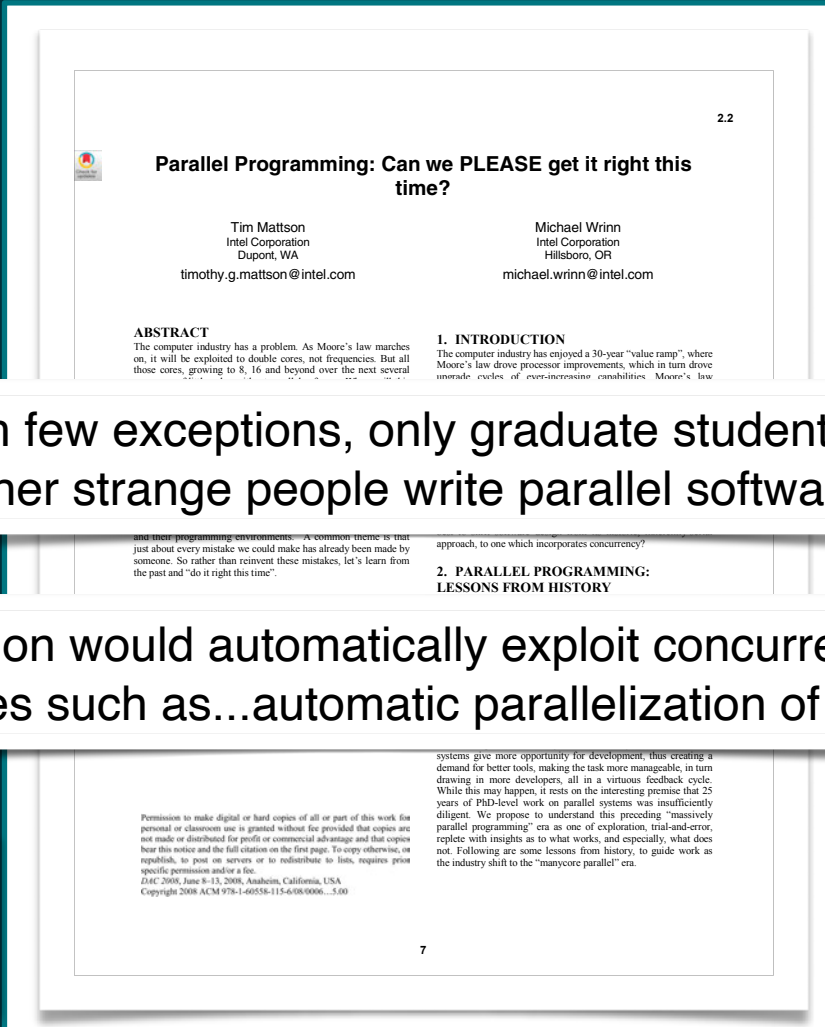 2.2
Parallel Programming: Can we PLEASE get it right this
time?
Tim Mattson
Intel Corporation
Dupont, WA
timothy.g.mattson@intel.com
Michael Wrinn
Intel Corporation
Hillsboro, OR
michael.wrinn@intel.com
ABSTRACT
The computer industry has a problem. As Moore's law marches
on, it will be exploited to double cores, not frequencies. But all
those cores, growing to 8, 16 and beyond over the next several
1. INTRODUCTION
The computer industry has enjoyed a 30-year “value ramp”, where
Moore's law drove processor improvements, which in turn drove
upgrade cycles of ever-increasing capabilities. Moore's law
few exceptions, only graduate student
strange people write parallel softwa
and their programming environments. A common theme is that
just about every mistake we could make has already been made by
someone. So rather than reinvent these mistakes, let's learn from
the past and “do it right this time”.
approach, to one which incorporates concurrency?
2. PARALLEL PROGRAMMING:
LESSONS FROM HISTORY
on would automatically exploit concurre
es such as...automatic parallelization of
systems give more opportunity for development, thus creating a
demand for better tools, making the task more manageable, in turn
drawing in more developers, all in a virtuous feedback cycle.
While this may happen, it rests on the interesting premise that 25
years of PhD-level work on parallel systems was insufficiently
diligent. We propose to understand this preceding “massively
parallel programming” era as one of exploration, trial-and-error,
replete with insights as to what works, and especially, what does
not. Following are some lessons from history, to guide work as
the industry shift to the “manycore parallel” era.
Permission to make digital or hard copies of all or part of this work for
personal or classroom use is granted without fee provided that copies are
not made or distributed for profit or commercial advantage and that copies
bear this notice and the full citation on the first page. To copy otherwise, or
republish, to post on servers or to redistribute to lists, requires prior
specific permission and/or a fee.
DAC 2008, June 8–13, 2008, Anaheim, California, USA
Copyright 2008 ACM 978-1-60558-115-6/08/0006…5.00
7